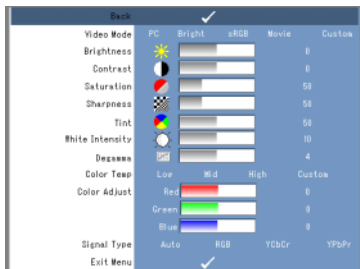 Back
Video Mode PC Bright sRGB Movie Custom
Brightness 0
Contrast 0
Saturation 50
Sharpness 50
Tint 50
White Intensity 10
Degamma 4
Color Temp Low Mid High Custom
Color Adjust Red 0
Green 0
Blue 0
Signal Type Auto RGB YCbCr YPbPr
Exit Menu